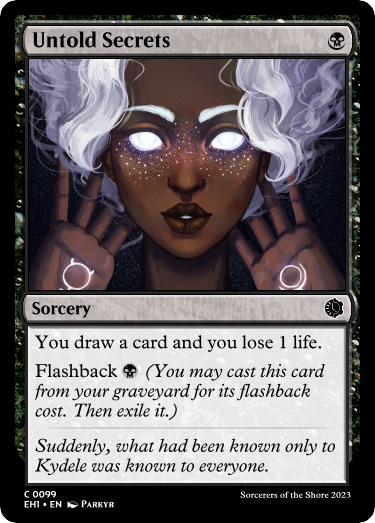 Untold Secrets
Sorcery
You draw a card and you lose 1 life.
Flashback (You may cast this card
from your graveyard for its flashback
cost. Then exile it.)
Suddenly, what had been known only to
Kydele was known to everyone.
C 0099
EH1 • EN PARKYR
Sorcerers of the Shore 2023